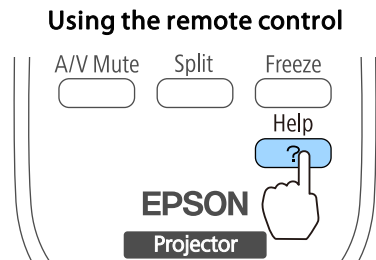 Using the remote control
A/V Mute Split Freeze
Help
?
EPSON
Projector